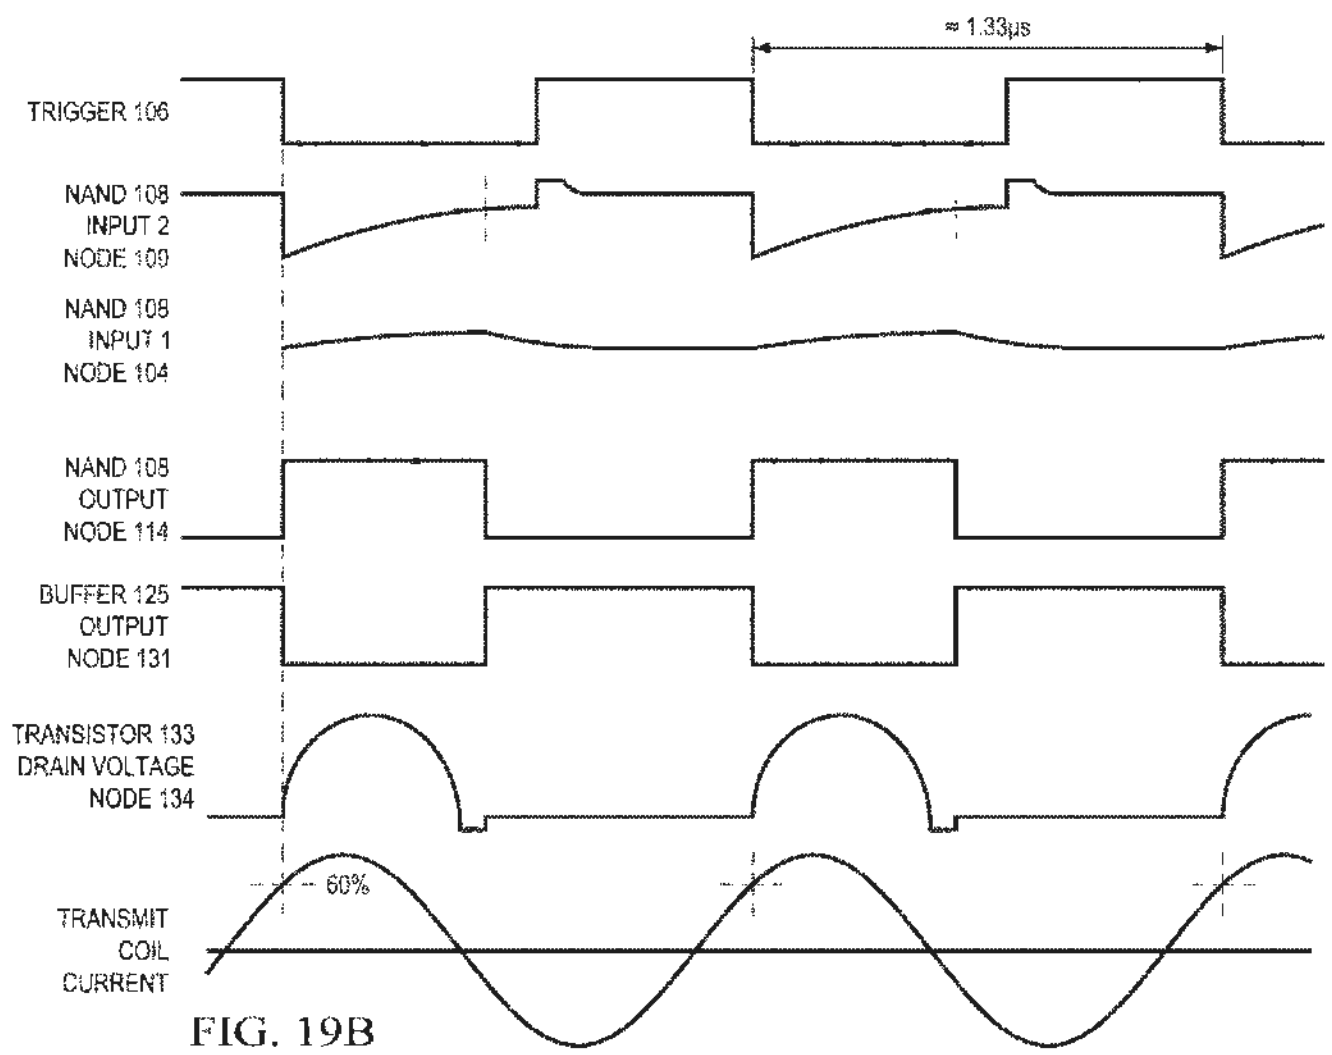 ≈ 1.33µs
TRIGGER 106
NAND 108
INPUT 2
NODE 109
NAND 108
INPUT 1
NODE 104
NAND 108
OUTPUT
NODE 114
BUFFER 125
OUTPUT
NODE 131
TRANSISTOR 133
DRAIN VOLTAGE
NODE 134
60%
TRANSMIT
COIL
CURRENT
FIG. 19B